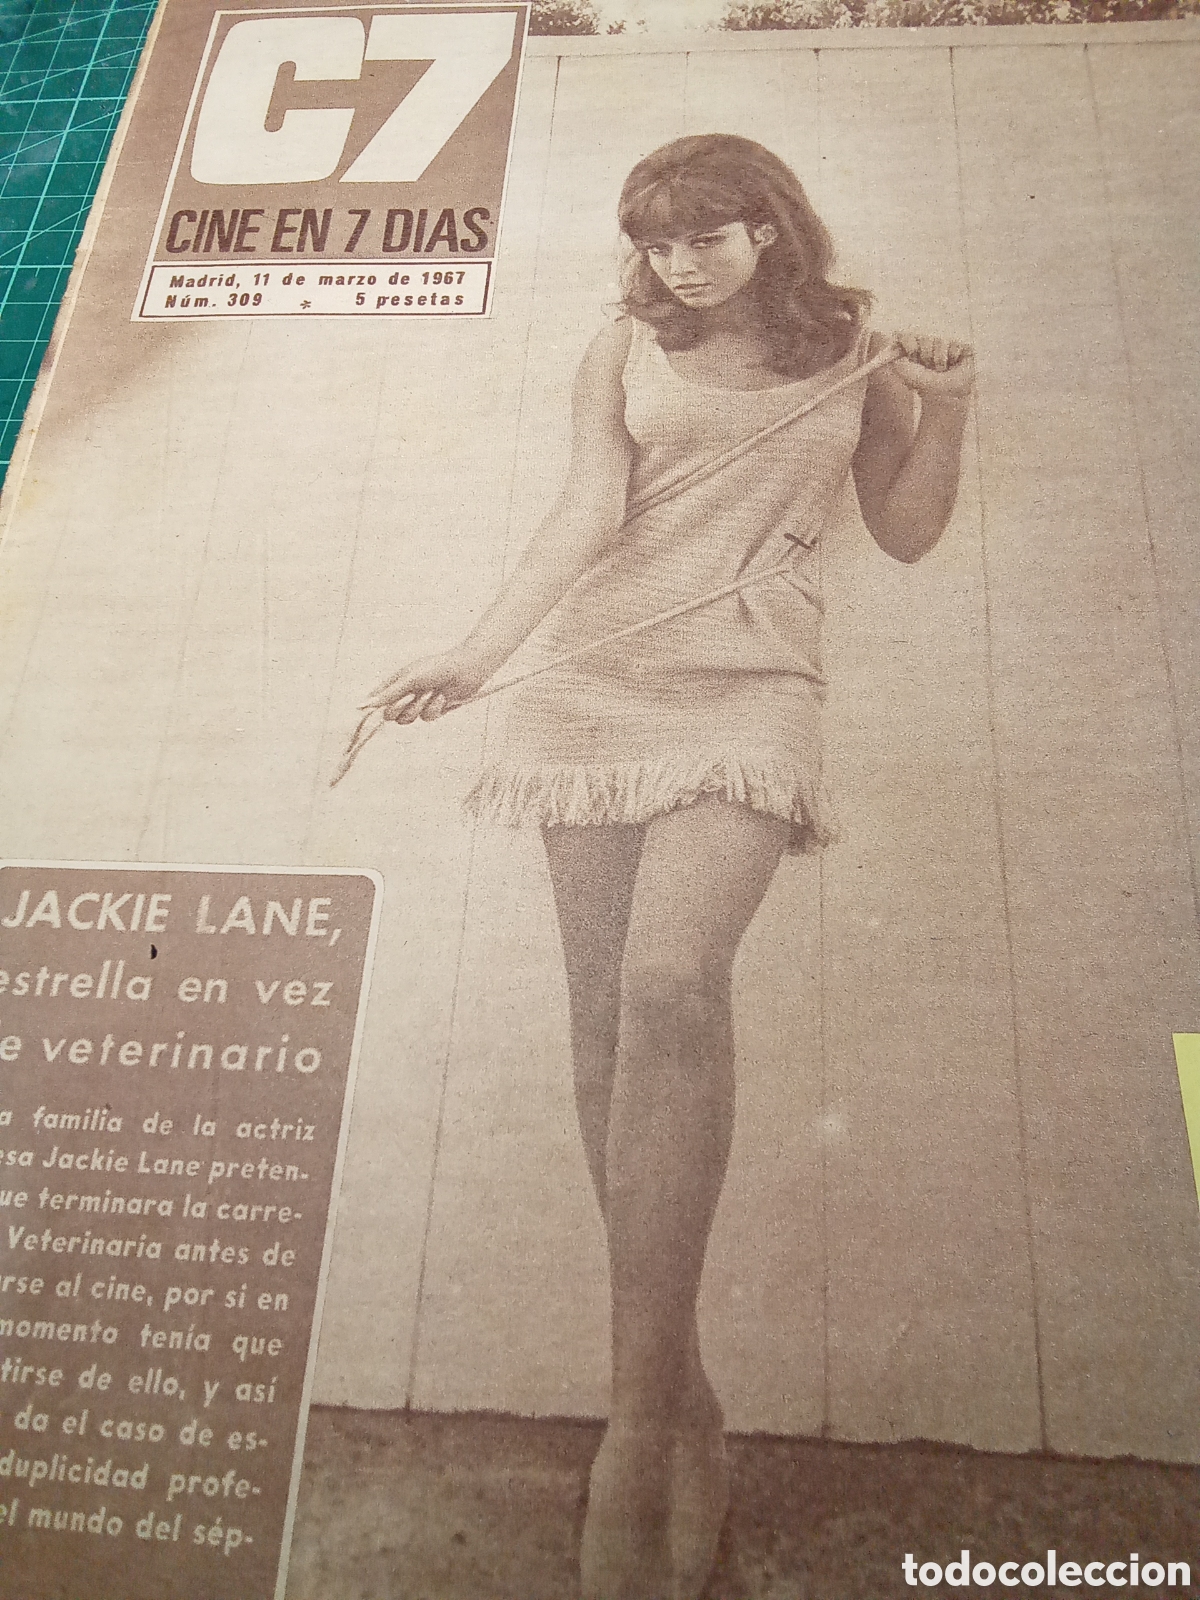 C7
CINE EN 7 DIAS
Madrid, 11 de marzo de 1967
Núm. 309 * 5 pesetas
JACKIE LANE,
estrella en vez
e veterinario
a familia de la actriz
esa Jackie Lane preten-
ue terminara la carre-
Veterinaria antes de
rse al cine, por si en
momento tenía que
tirse de ello, y así
da el caso de es-
duplicidad profe-
el mundo del sép-
todocoleccion